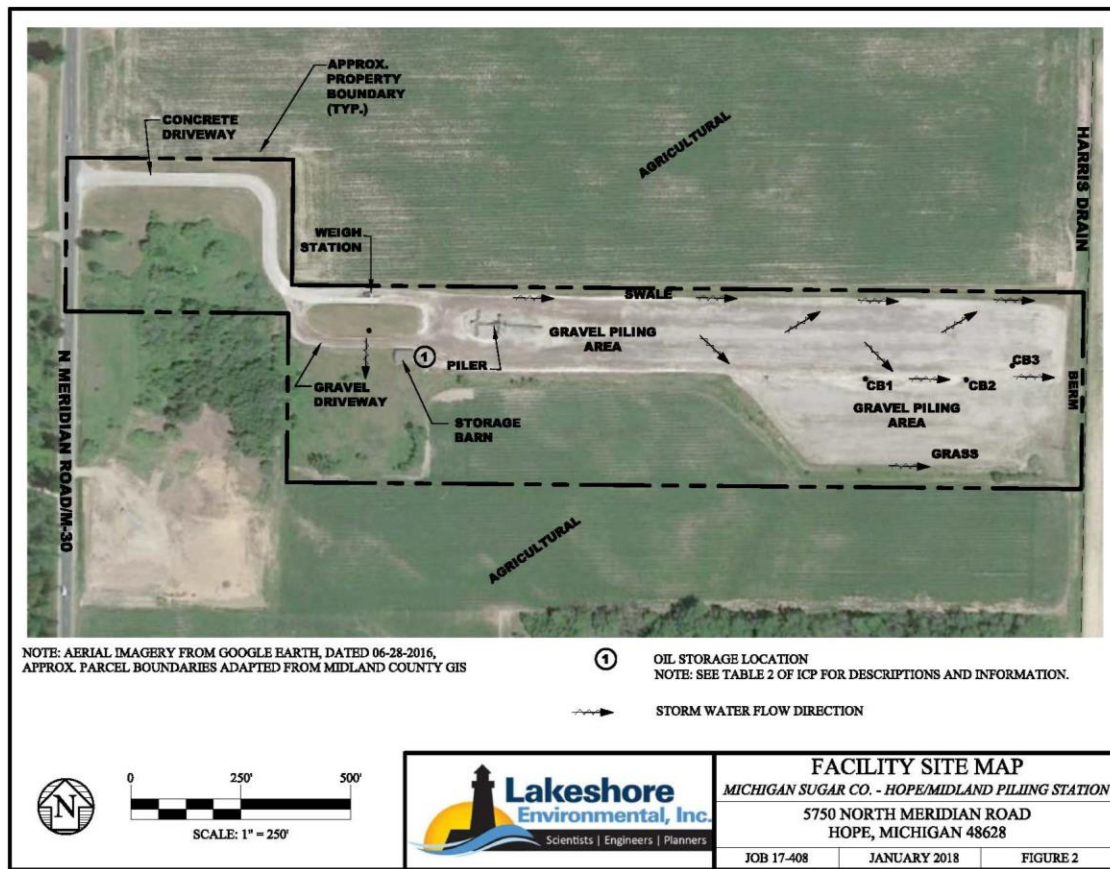 APPROX.
PROPERTY
BOUNDARY
(TYP.)
CONCRETE
DRIVEWAY
AGRICULTURAL
HARRIS DRAIN
WEIGH
STATION
SWALE
GRAVEL PILING
AREA
PILER
1
GRAVEL
DRIVEWAY
STORAGE
BARN
CB1
CB2
CB3
GRAVEL PILING
AREA
BERM
GRASS
N MERIDIAN ROAD/M-30
AGRICULTURAL
NOTE: AERIAL IMAGERY FROM GOOGLE EARTH, DATED 06-28-2016,
APPROX. PARCEL BOUNDARIES ADAPTED FROM MIDLAND COUNTY GIS
1 OIL STORAGE LOCATION
NOTE: SEE TABLE 2 OF ICP FOR DESCRIPTIONS AND INFORMATION.
STORM WATER FLOW DIRECTION
N
0 250' 500'
SCALE: 1" = 250'
Lakeshore
Environmental, Inc.
Scientists | Engineers | Planners
FACILITY SITE MAP
MICHIGAN SUGAR CO. - HOPE/MIDLAND PILIING STATION
5750 NORTH MERIDIAN ROAD
HOPE, MICHIGAN 48628
JOB 17-408 JANUARY 2018 FIGURE 2